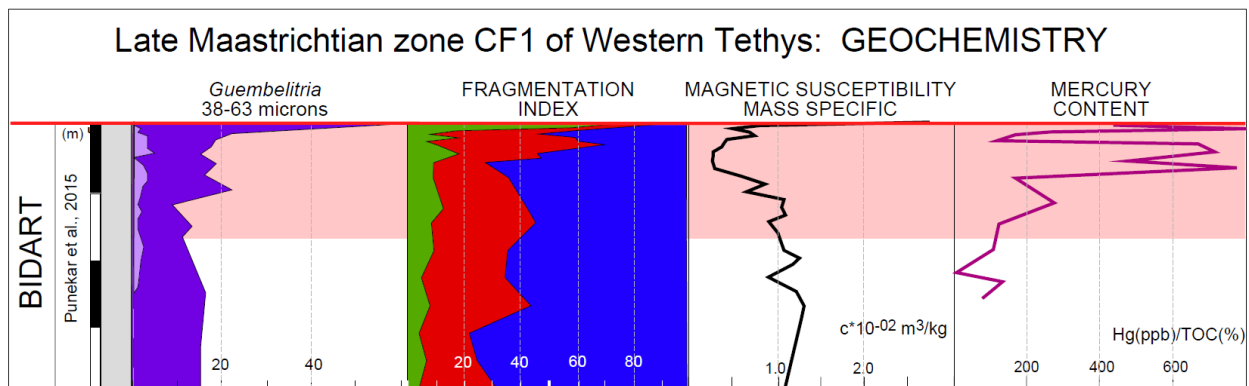 Late Maastrichtian zone CF1 of Western Tethys: GEOCHEMISTRY
Guembelitria
38-63 microns
FRAGMENTATION
INDEX
MAGNETIC SUSCEPTIBILITY
MASS SPECIFIC
MERCURY
CONTENT
(m)
BIDART
Punekar et al., 2015
c*10-02 m3/kg
Hg(ppb)/TOC(%)
20 40
20 40 60 80
1.0 2.0
200 400 600